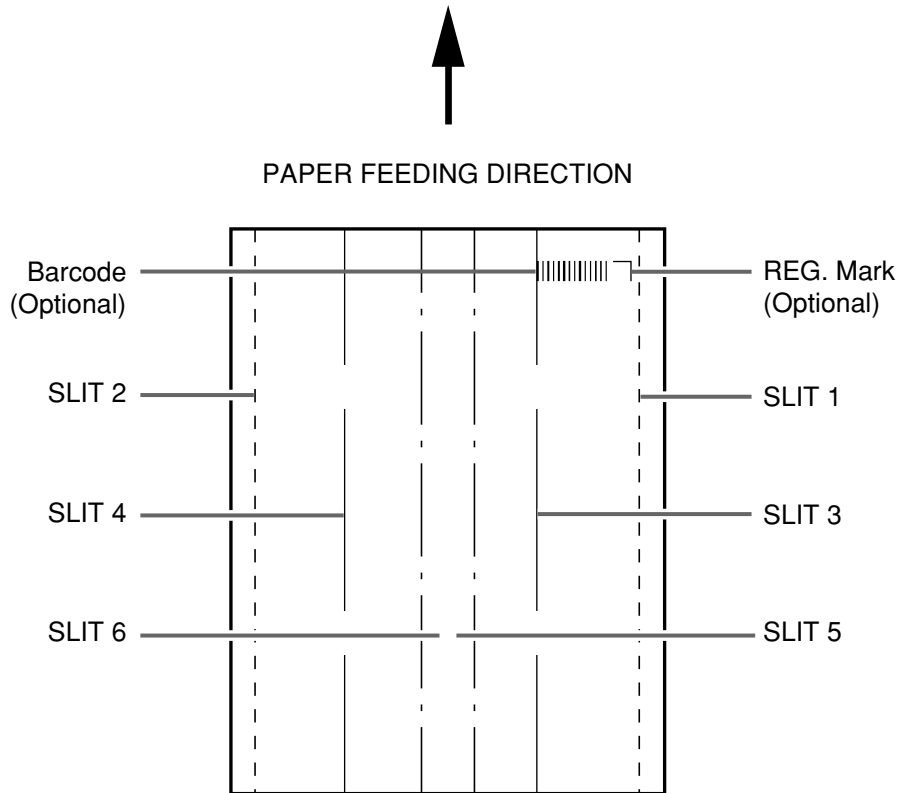 PAPER FEEDING DIRECTION
Barcode
(Optional)
REG. Mark
(Optional)
SLIT 2
SLIT 1
SLIT 4
SLIT 3
SLIT 6
SLIT 5